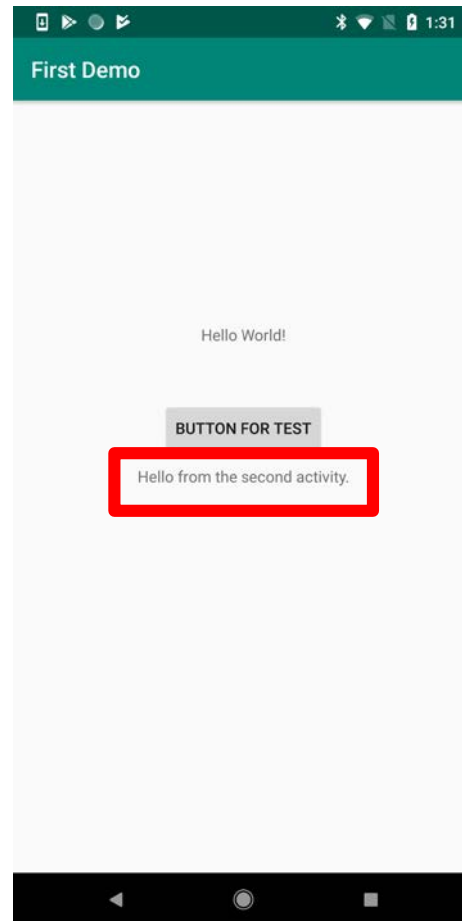 1:31
First Demo
Hello World!
BUTTON FOR TEST
Hello from the second activity.